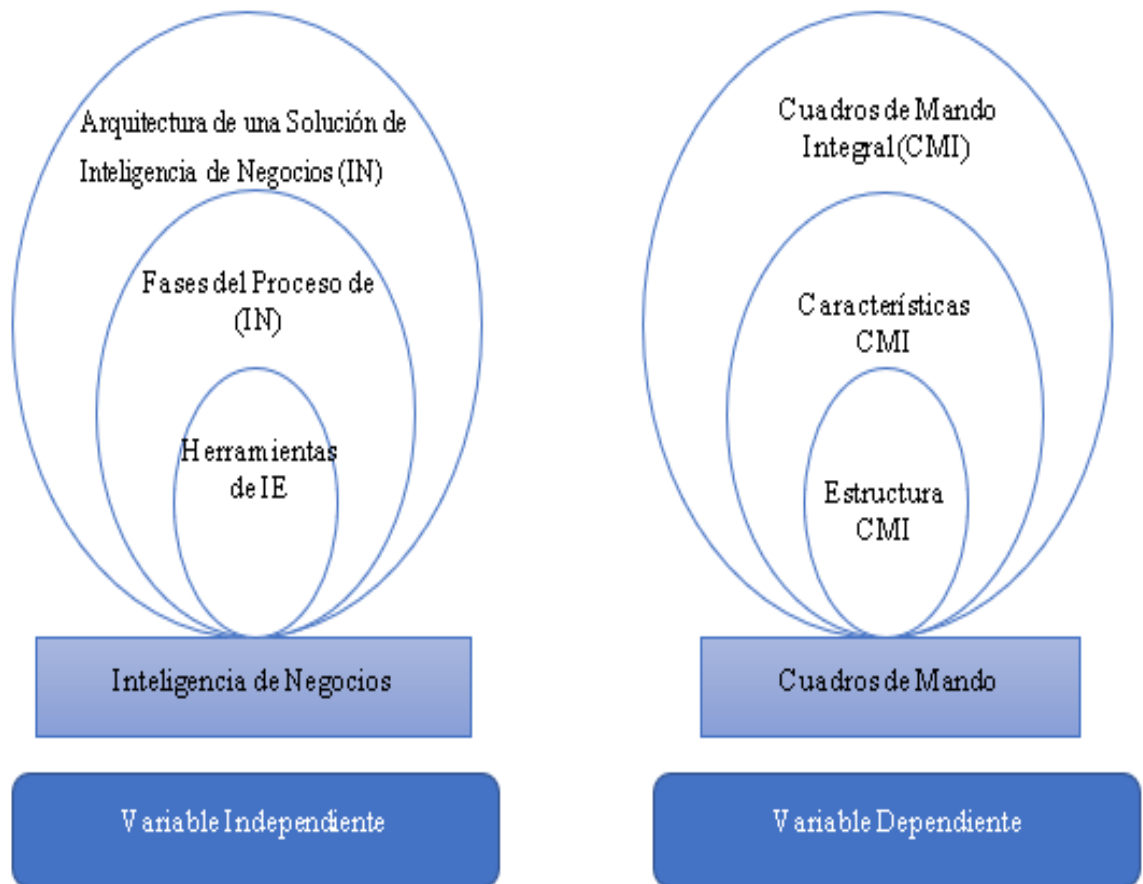 Arquitectura de una Solución de
Inteligencia de Negocios (IN)
Fases del Proceso de
(IN)
Herramientas
de IE
Inteligencia de Negocios
Variable Independiente
Cuadros de Mando
Integral (CMI)
Característísticas
CMI
Estructura
CMI
Cuadros de Mando
Variable Dependiente